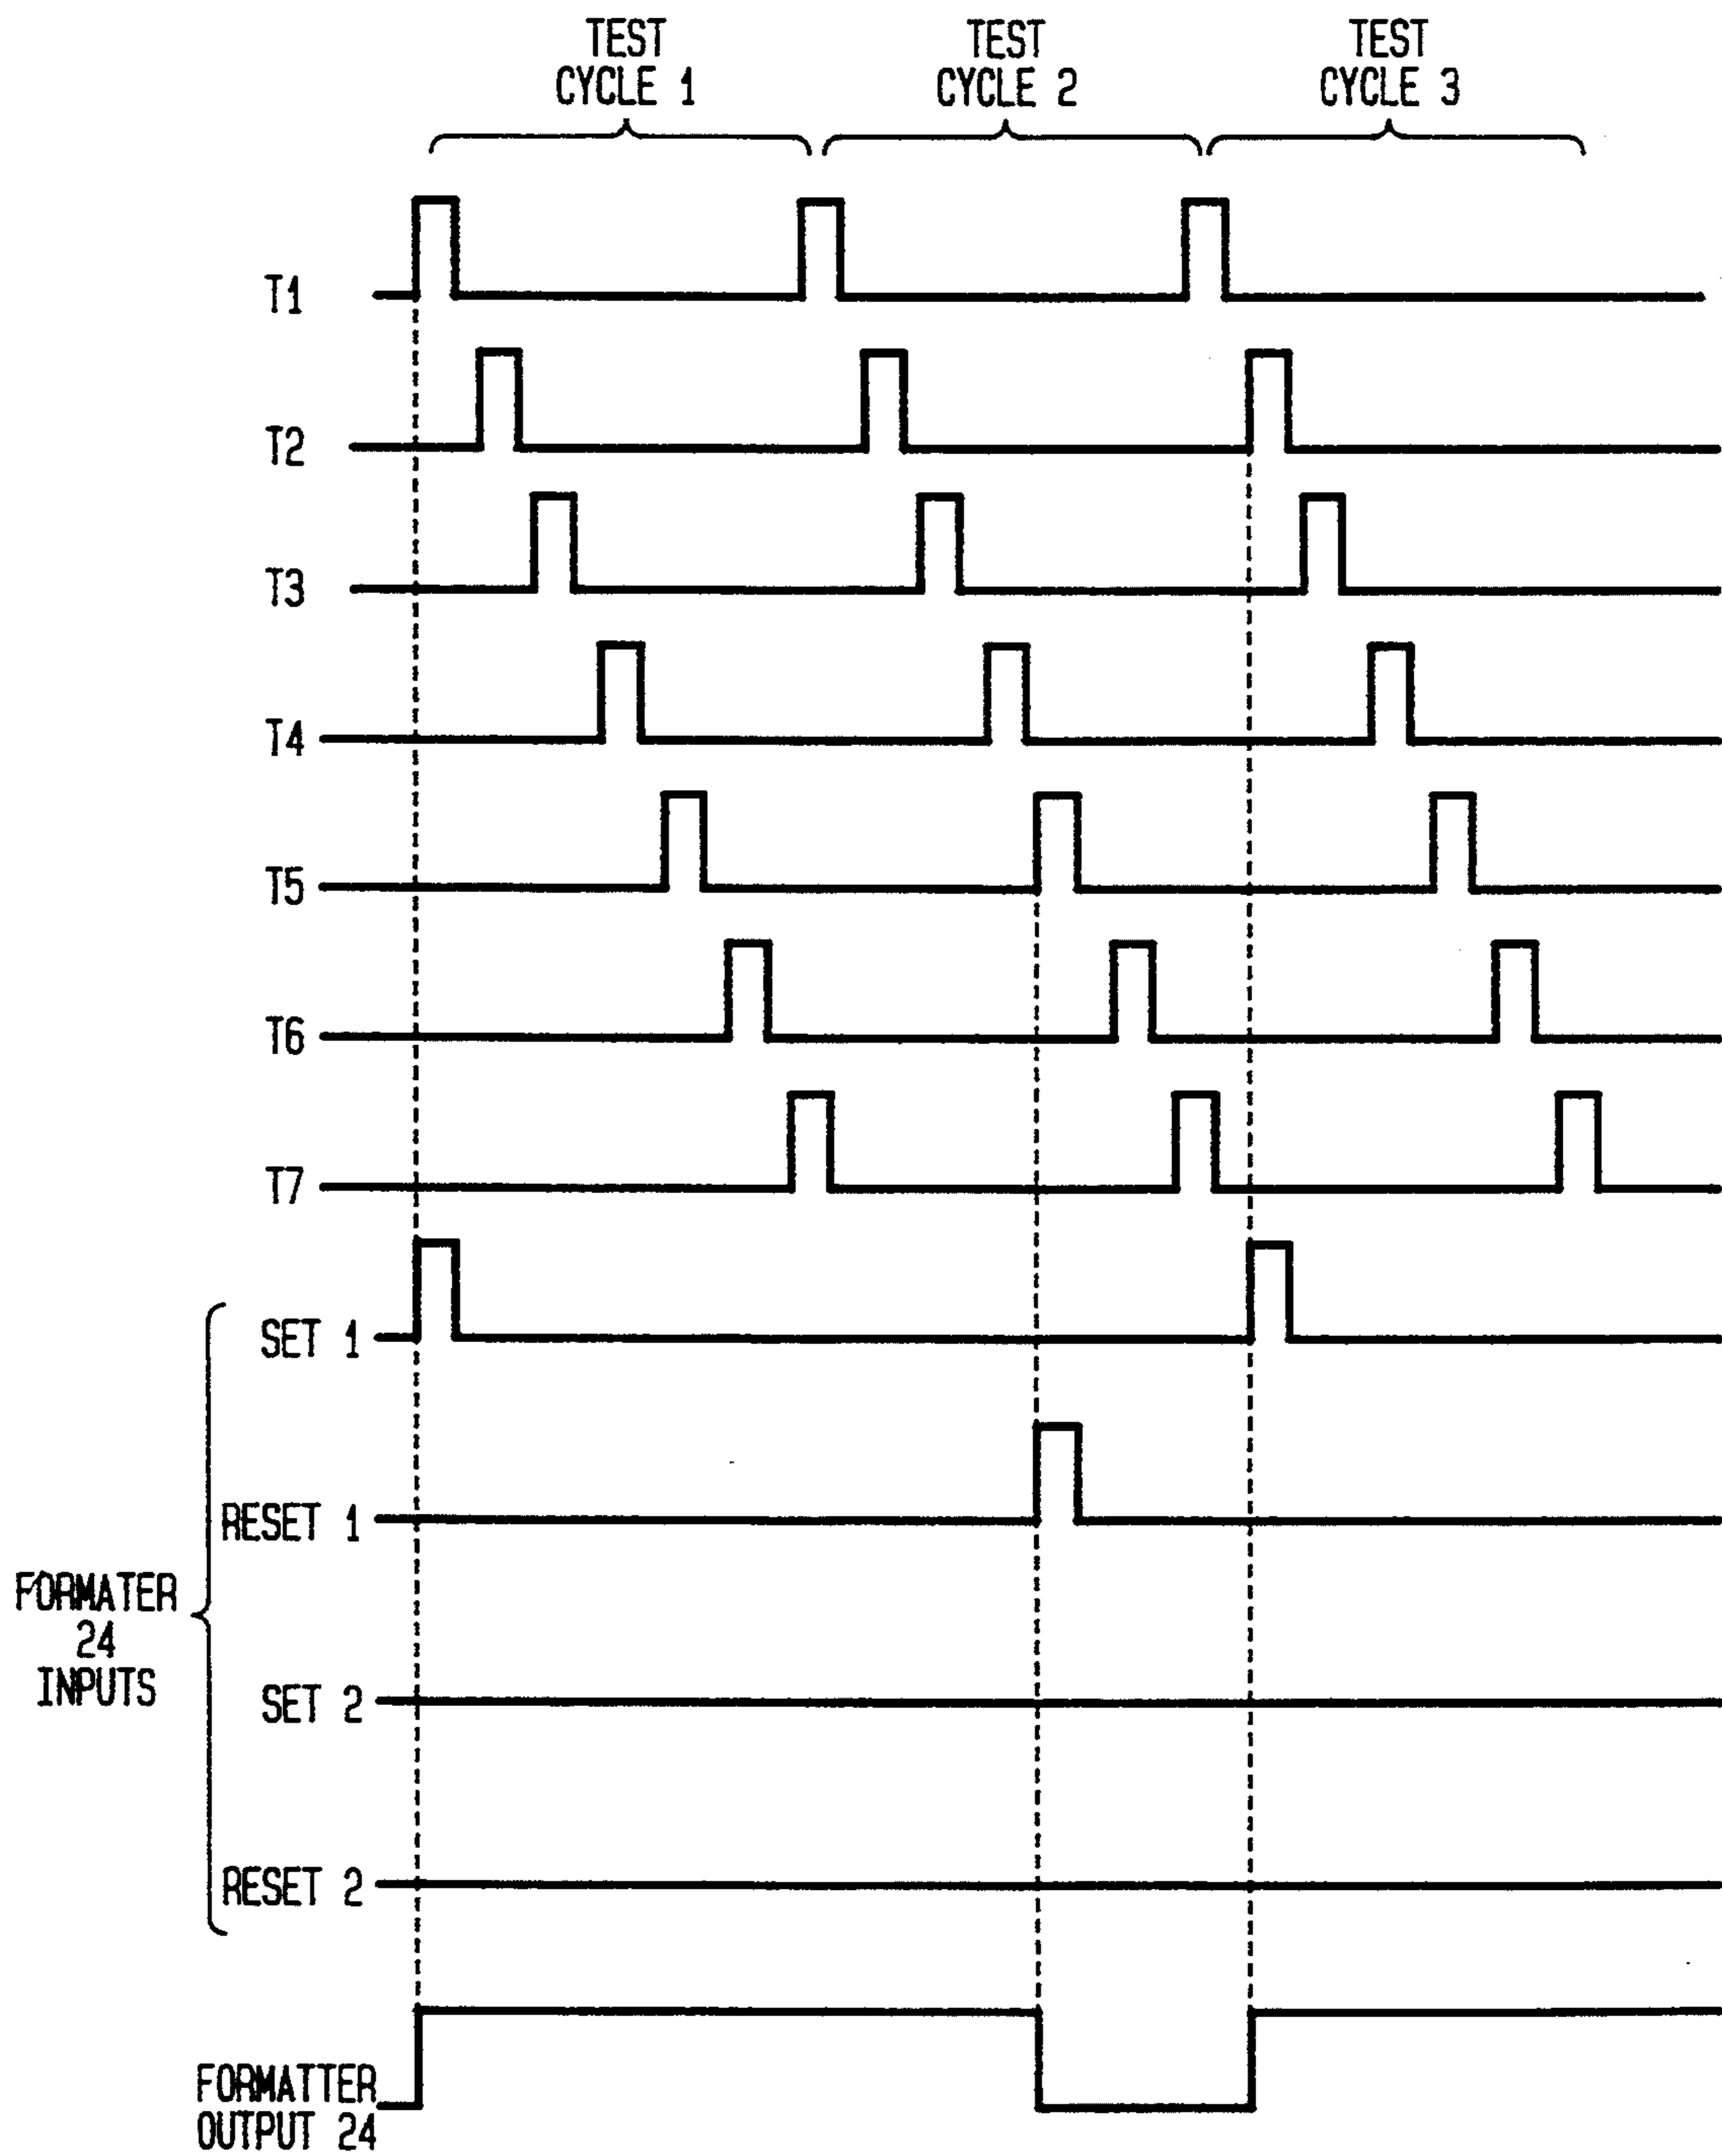 TEST
CYCLE 1
TEST
CYCLE 2
TEST
CYCLE 3
T1
T2
T3
T4
T5
T6
T7
SET 1
RESET 1
FORMATER
24
INPUTS
SET 2
RESET 2
FORMATTER
OUTPUT 24